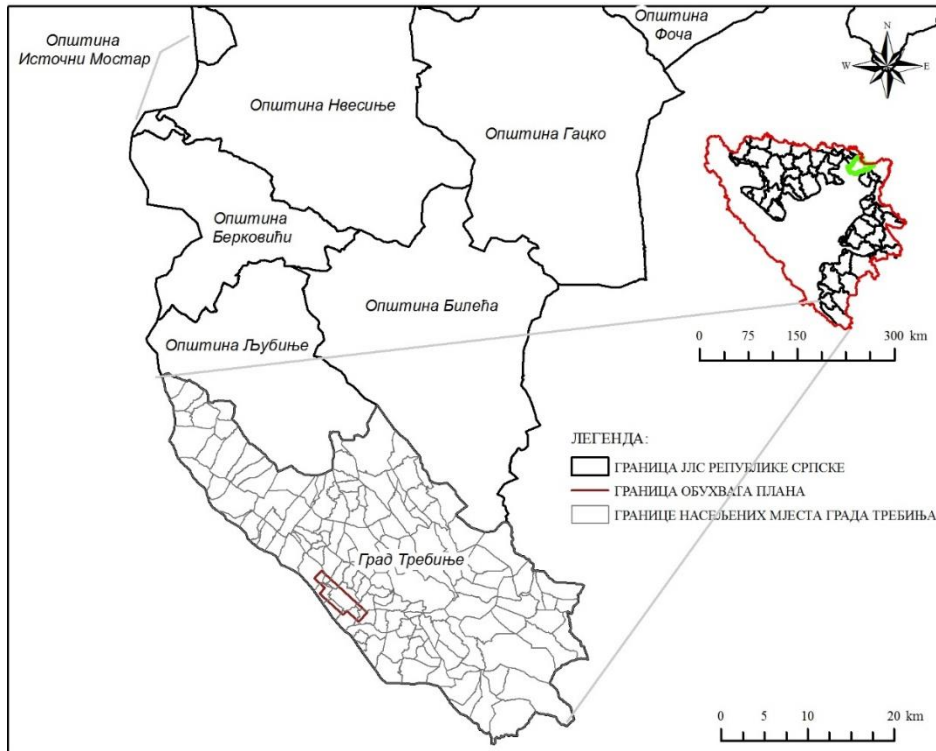 Општина
Источни Мостар
Општина
Фоча
Општина Нвесиње
Општина Гацко
N
W
E
S
Општина
Берковићи
Општина Билећа
Општина Љубиње
0 75 150 300 km
ЛЕГЕНДА:
ГРАНИЦА ЈЛС РЕПУБЛИКЕ СРПСКЕ
ГРАНИЦА ОБУХВАТА ПЛАНА
ГРАНИЦЕ НАСЕЉЕНИХ МЈЕСТА ГРАДА ТРЕБИЊА
Град Требиње
0 5 10 20 km